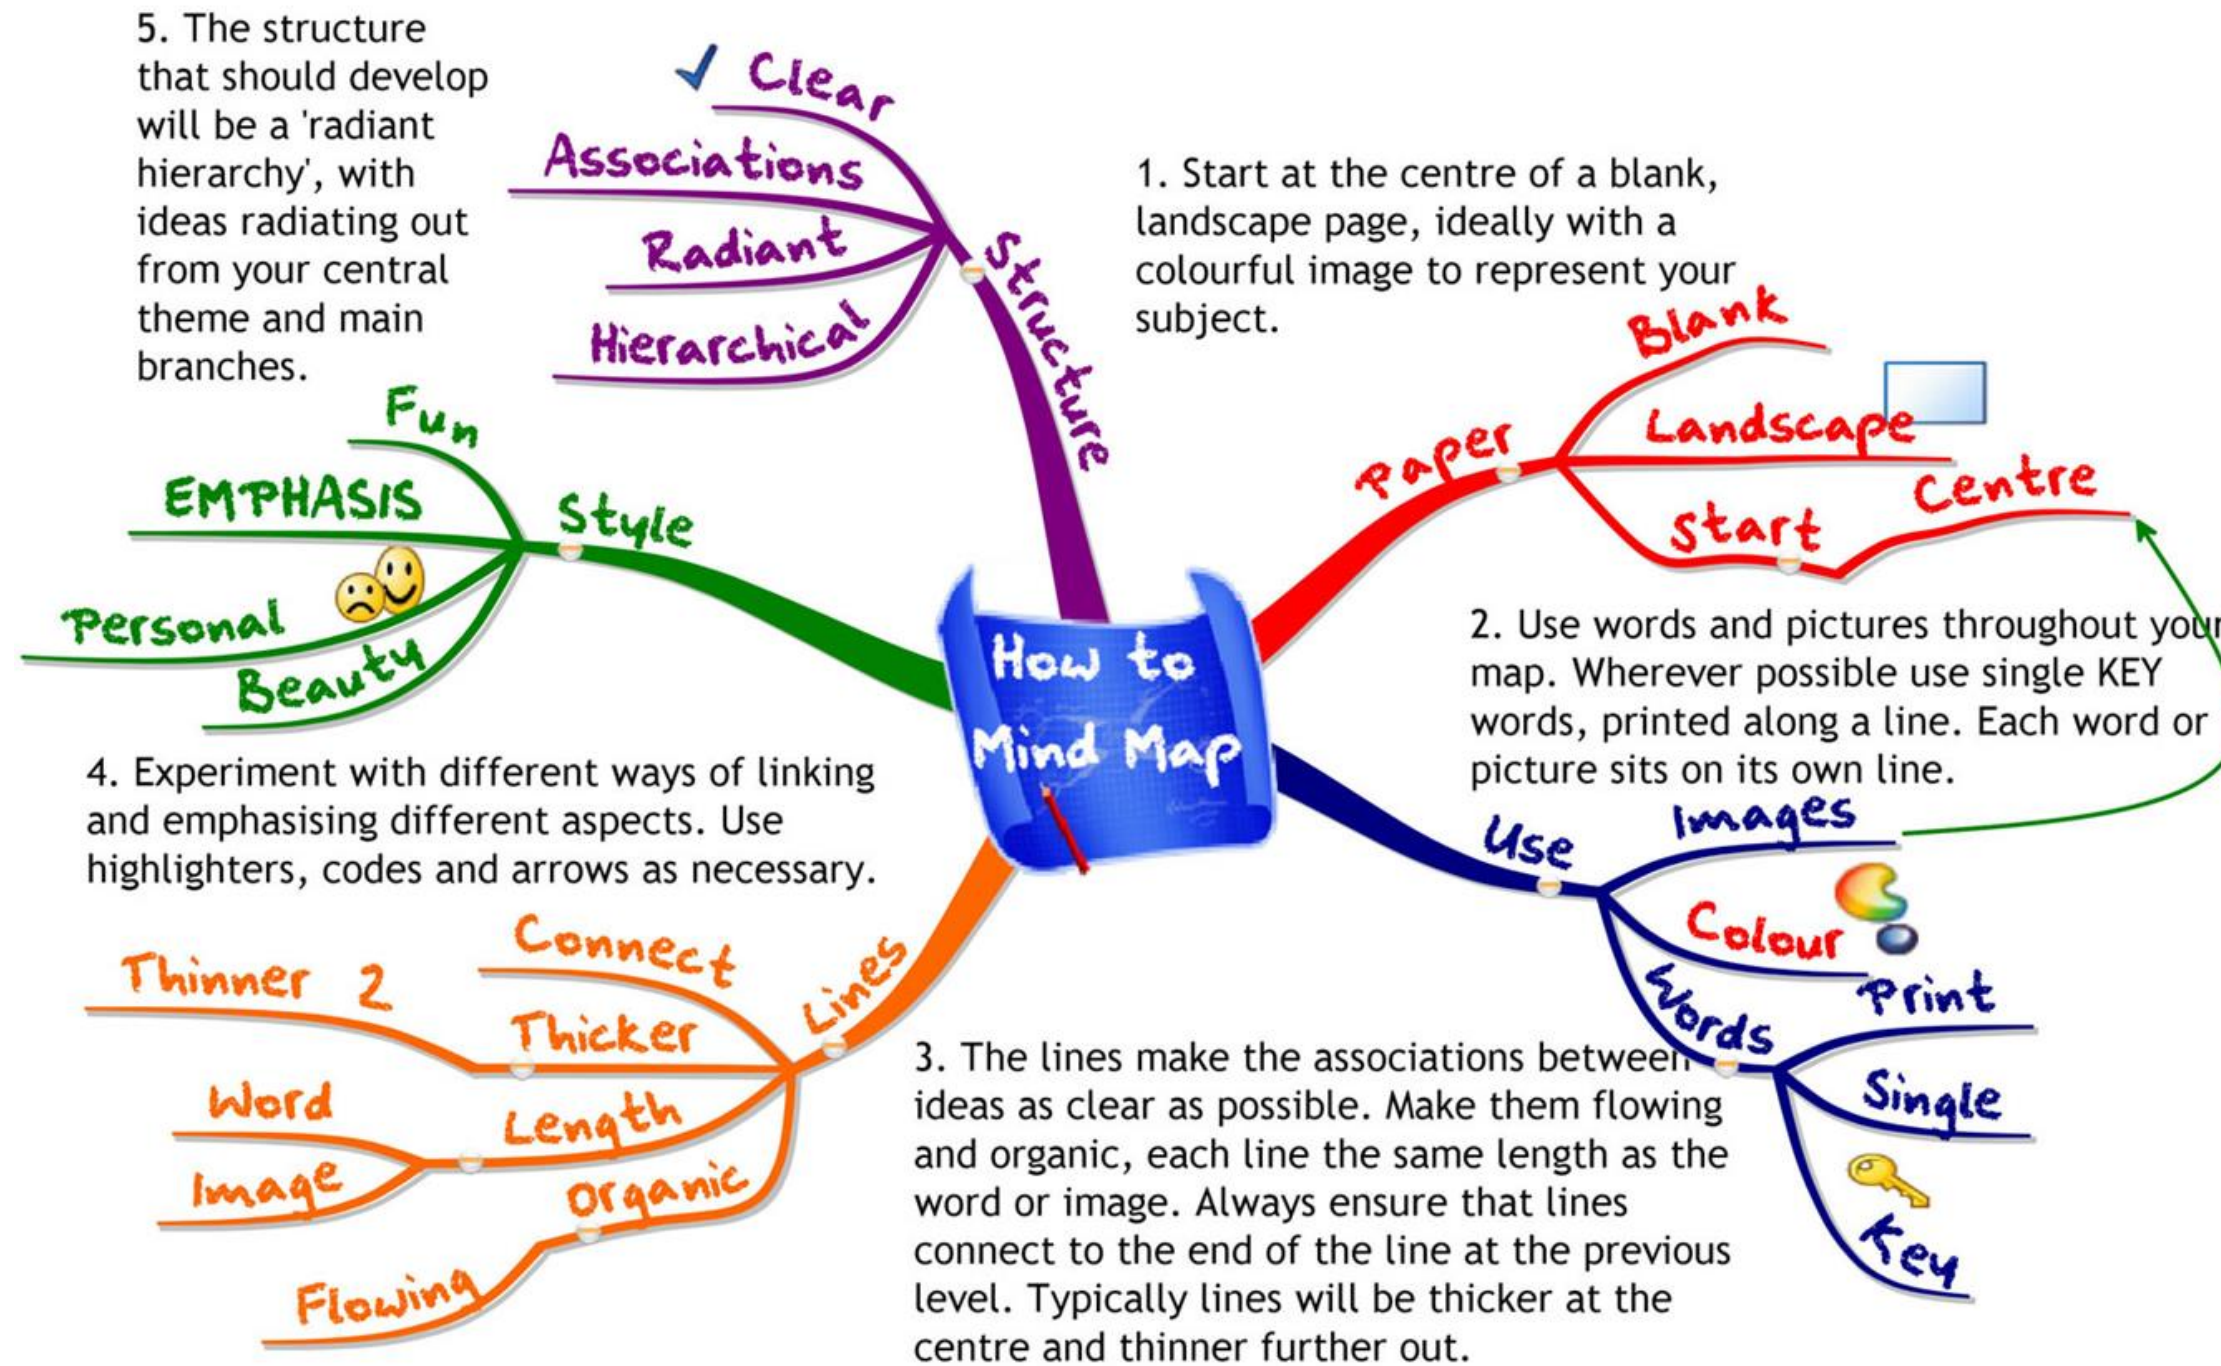 5. The structure
that should develop
will be a 'radiant
hierarchy', with
ideas radiating out
from your central
theme and main
branches.
Clear
Associations
Radiant
Hierarchical
Structure
1. Start at the centre of a blank,
landscape page, ideally with a
colourful image to represent your
subject.
Paper
Blank
Landscape
Start
Centre
Fun
EMPHASIS
Personal
Beauty
Style
How to
Mind Map
2. Use words and pictures throughout your
map. Wherever possible use single KEY
words, printed along a line. Each word or
picture sits on its own line.
Use
Images
Colour
Words
Print
Single
Key
4. Experiment with different ways of linking
and emphasising different aspects. Use
highlighters, codes and arrows as necessary.
Lines
Connect
Thicker
Thinner 2
Length
Word
Image
Organic
Flowing
3. The lines make the associations between
ideas as clear as possible. Make them flowing
and organic, each line the same length as the
word or image. Always ensure that lines
connect to the end of the line at the previous
level. Typically lines will be thicker at the
centre and thinner further out.